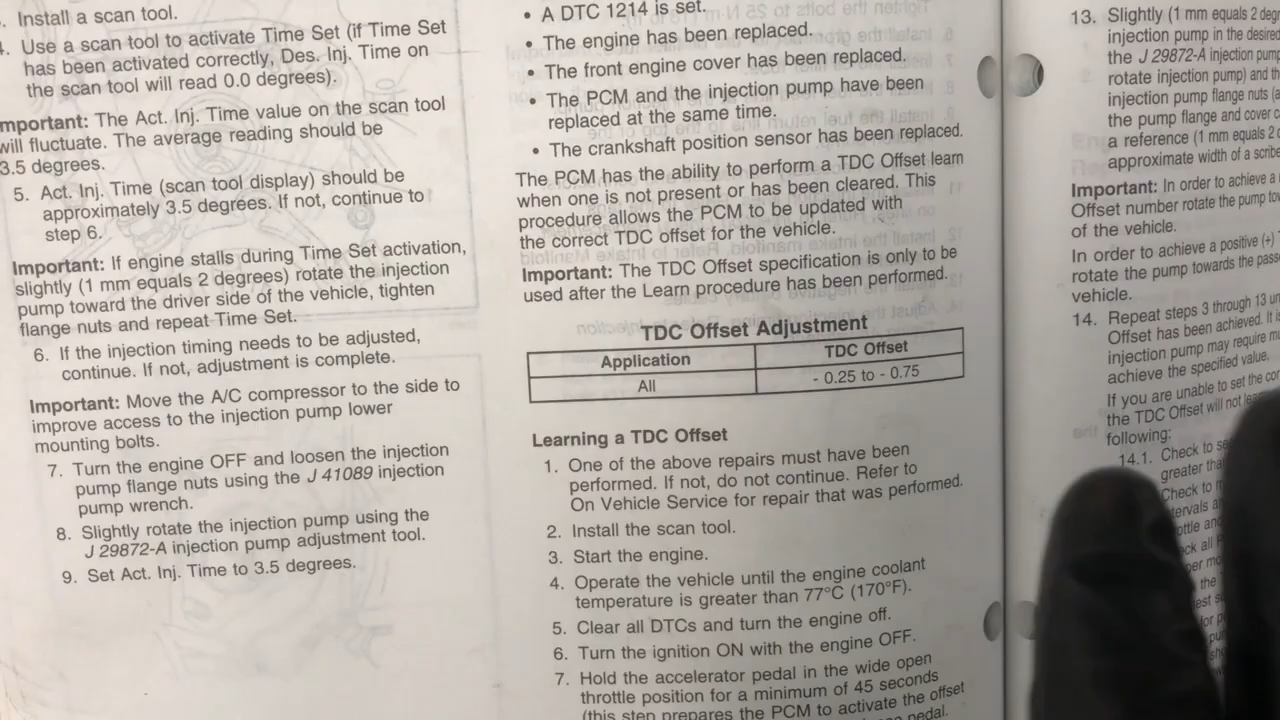 . Install a scan tool.
. Use a scan tool to activate Time Set (if Time Set
has been activated correctly, Des. Inj. Time on
the scan tool will read 0.0 degrees).
mportant: The Act. Inj. Time value on the scan tool
will fluctuate. The average reading should be
3.5 degrees.
5. Act. Inj. Time (scan tool display) should be
approximately 3.5 degrees. If not, continue to
step 6.
Important: If engine stalls during Time Set activation,
slightly (1 mm equals 2 degrees) rotate the injection
pump toward the driver side of the vehicle, tighten
flange nuts and repeat Time Set.
6. If the injection timing needs to be adjusted,
continue. If not, adjustment is complete.
Important: Move the A/C compressor to the side to
improve access to the injection pump lower
mounting bolts.
7. Turn the engine OFF and loosen the injection
pump flange nuts using the J 41089 injection
pump wrench.
8. Slightly rotate the injection pump using the
J 29872-A injection pump adjustment tool.
9. Set Act. Inj. Time to 3.5 degrees.
• A DTC 1214 is set.
• The engine has been replaced.
• The front engine cover has been replaced.
• The PCM and the injection pump have been
replaced at the same time.
• The crankshaft position sensor has been replaced.
The PCM has the ability to perform a TDC Offset learn
when one is not present or has been cleared. This
procedure allows the PCM to be updated with
the correct TDC offset for the vehicle.
Important: The TDC Offset specification is only to be
used after the Learn procedure has been performed.
TDC Offset Adjustment
Application TDC Offset
All - 0.25 to - 0.75
Learning a TDC Offset
1. One of the above repairs must have been
performed. If not, do not continue. Refer to
On Vehicle Service for repair that was performed.
2. Install the scan tool.
3. Start the engine.
4. Operate the vehicle until the engine coolant
temperature is greater than 77°C (170°F).
5. Clear all DTCs and turn the engine off.
6. Turn the ignition ON with the engine OFF.
7. Hold the accelerator pedal in the wide open
throttle position for a minimum of 45 seconds
(this step prepares the PCM to activate the offset
pedal.
13. Slightly (1 mm equals 2 degr
injection pump in the desired
the J 29872-A injection pump
rotate injection pump) and th
injection pump flange nuts (a
the pump flange and cover c
a reference (1 mm equals 2
approximate width of a scribe
Important: In order to achieve a
Offset number rotate the pump tow
of the vehicle.
In order to achieve a positive (+)
rotate the pump towards the pass
vehicle.
14. Repeat steps 3 through 13 un
Offset has been achieved. It is
injection pump may require mo
achieve the specified value.
If you are unable to set the cor
the TDC Offset will not
following:
14.1. Check to se
greater tha
Check to